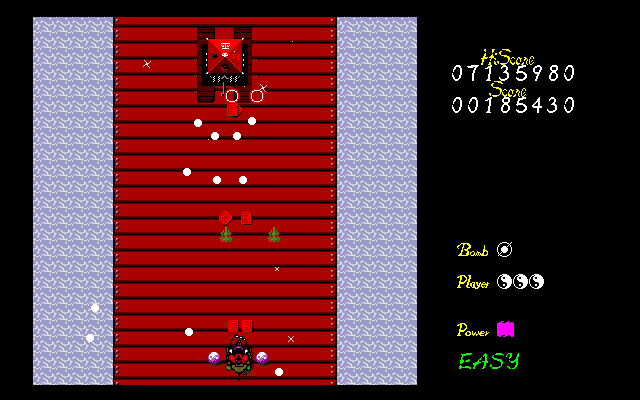 HiScore
07135980
Score
00185430
Bomb
Player
Power
EASY